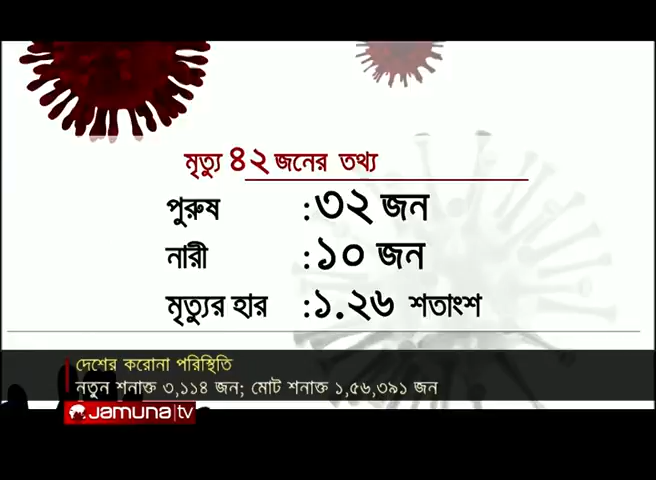 মৃত্যু ৪২ জনের তথ্য
পুরুষ : ৩২ জন
নারী : ১০ জন
মৃত্যুর হার : ১.২৬ শতাংশ
দেশের করোনা পরিস্থিতি
নতুন শনাক্ত ৩,১১৪ জন; মোট শনাক্ত ১,৫৬,৩৯১ জন
Jamuna tv